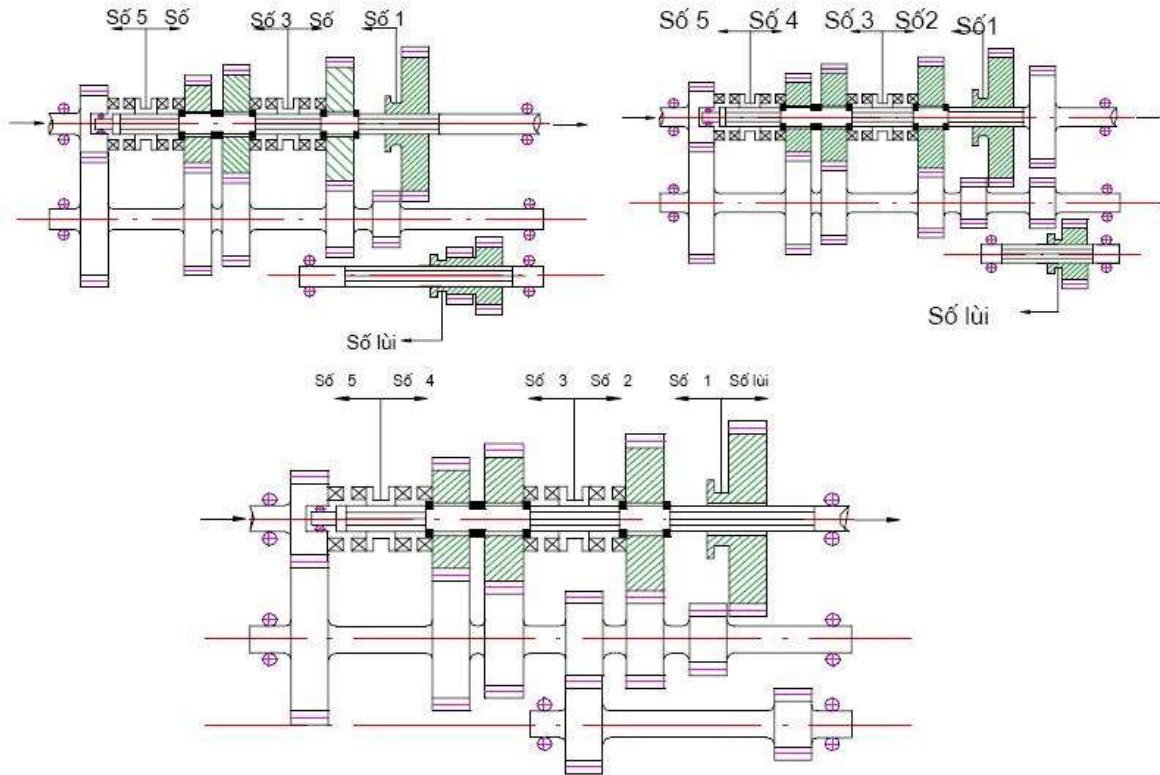 Số 5 Số Số 3 Số Số 1
Số lùi
Số 5 Số 4 Số 3 Số2 Số1
Số lùi
Số 5 Số 4 Số 3 Số 2 Số 1 Số lùi